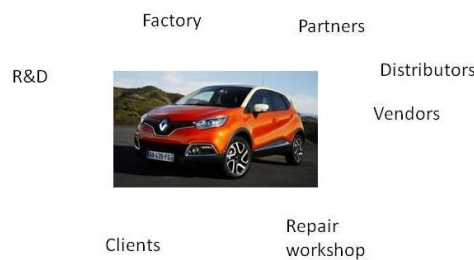 Factory
Partners
R&D
Distributors
Vendors
Clients
Repair
workshop